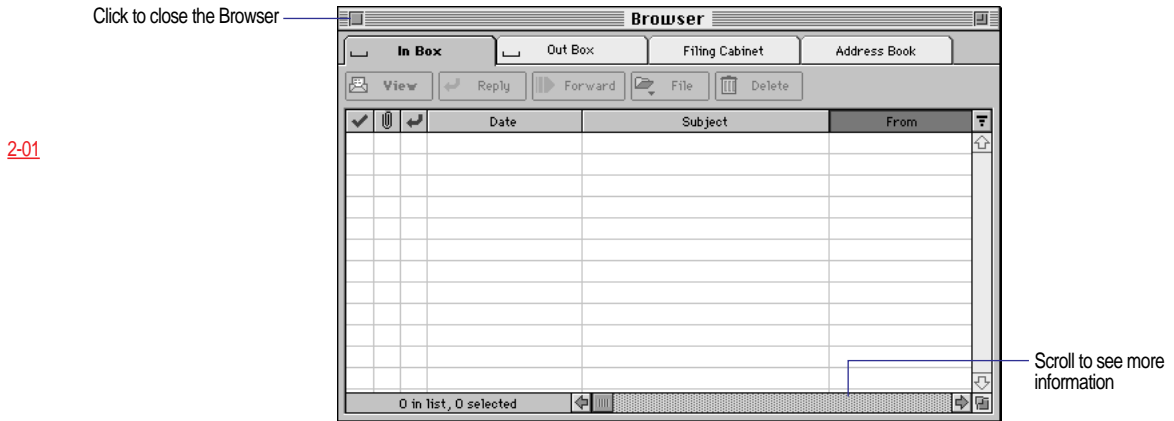 Click to close the Browser
Browser
In Box Out Box Filing Cabinet Address Book
View Reply Forward File Delete
Date Subject From
2-01
Scroll to see more
information
0 in list, 0 selected